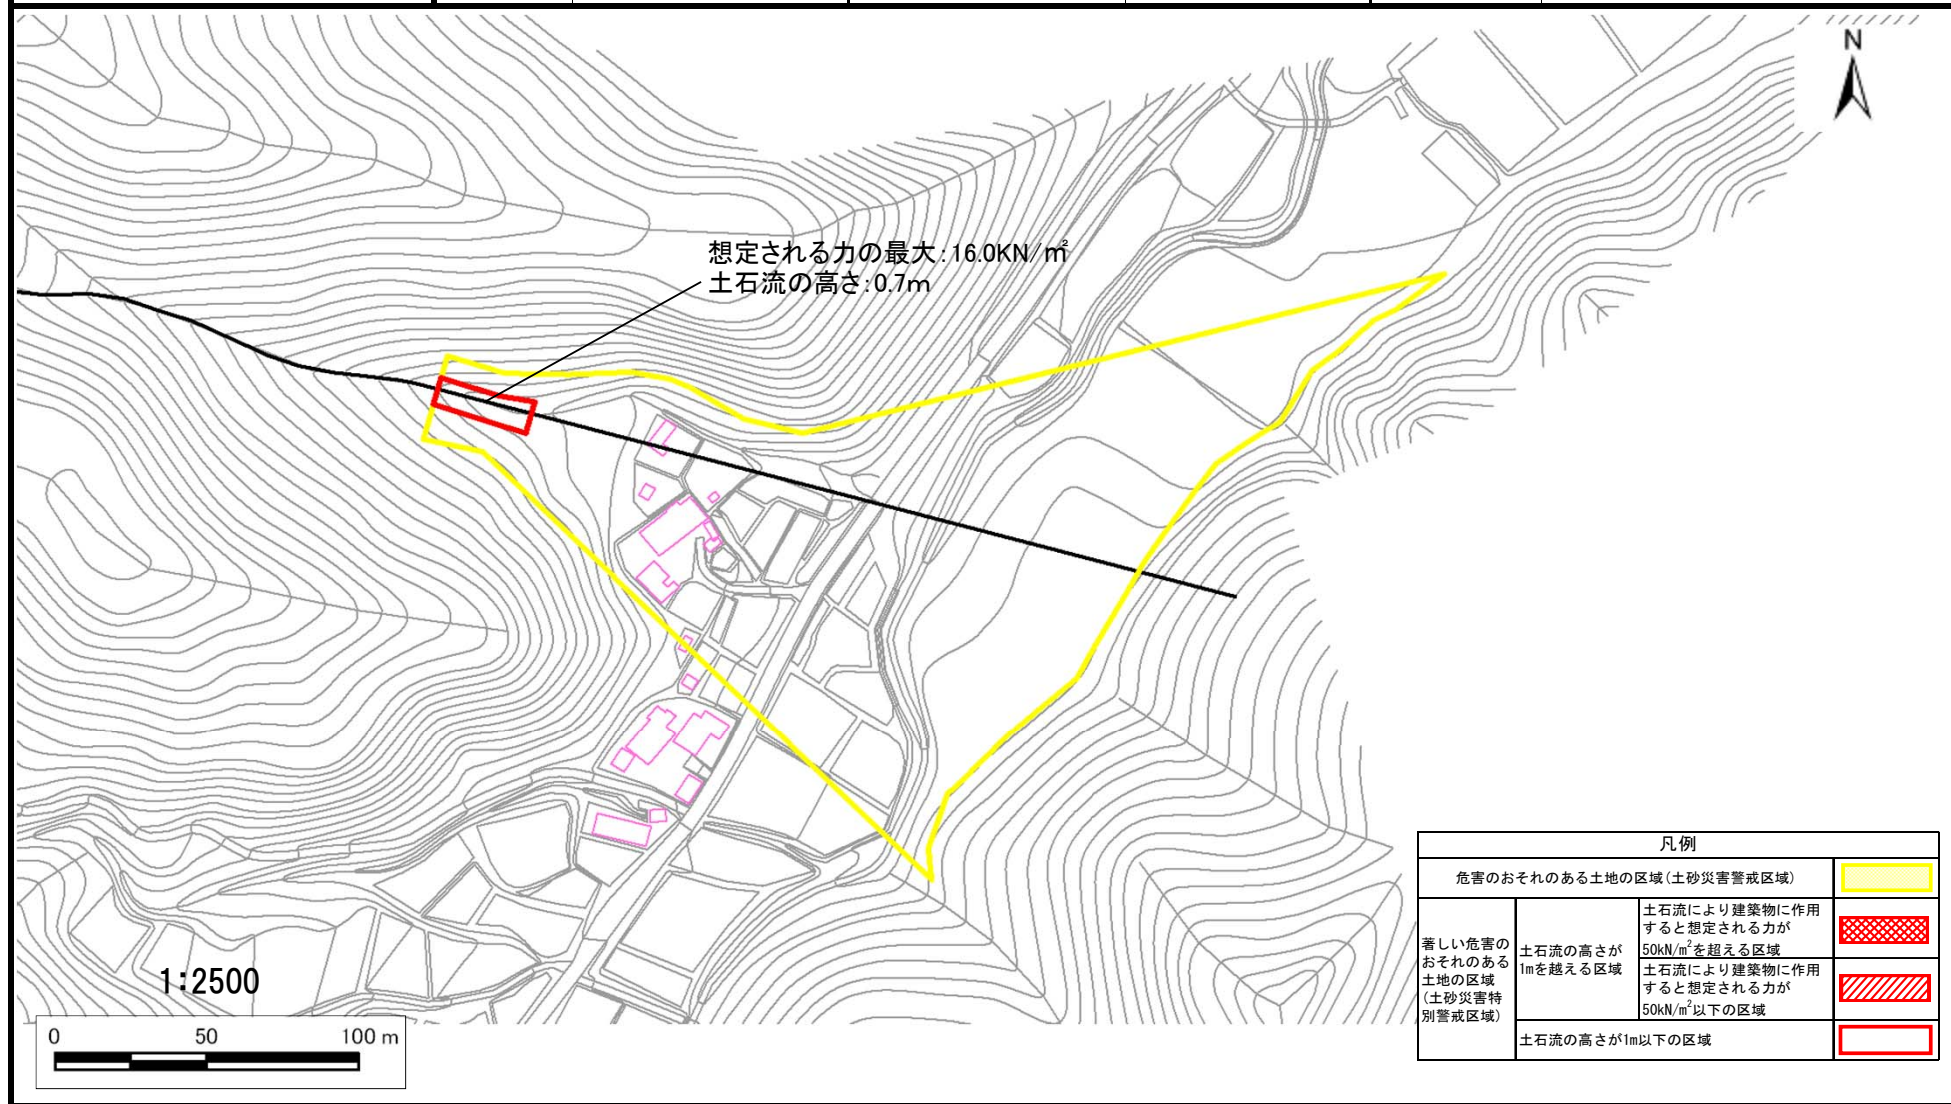 N
想定される力の最大:16.0KN/㎡
土石流の高さ:0.7m
1:2500
0 50 100 m
凡例
危害のおそれのある土地の区域(土砂災害警戒区域)
著しい危害の
おそれのある
土地の区域
(土砂災害特
別警戒区域)
土石流の高さが
1mを越える区域
土石流により建築物に作用
すると想定される力が
50kN/m²を超える区域
土石流により建築物に作用
すると想定される力が
50kN/m²以下の区域
土石流の高さが1m以下の区域